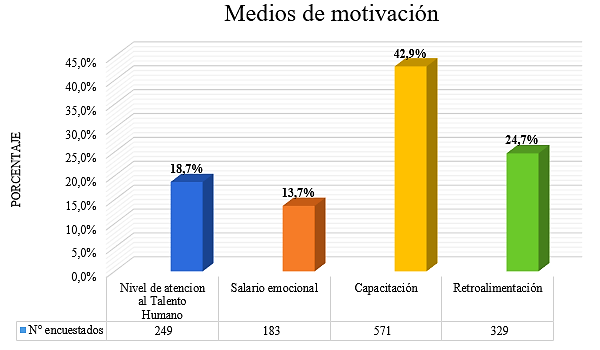 Medios de motivación
PORCENTAJE
45,0%
40,0%
35,0%
30,0%
25,0%
20,0%
15,0%
10,0%
5,0%
0,0%
18,7%
13,7%
42,9%
24,7%
Nivel de atencion
al Talento
Humano
Salario emocional
Capacitación
Retroalimentación
N° encuestados
249
183
571
329